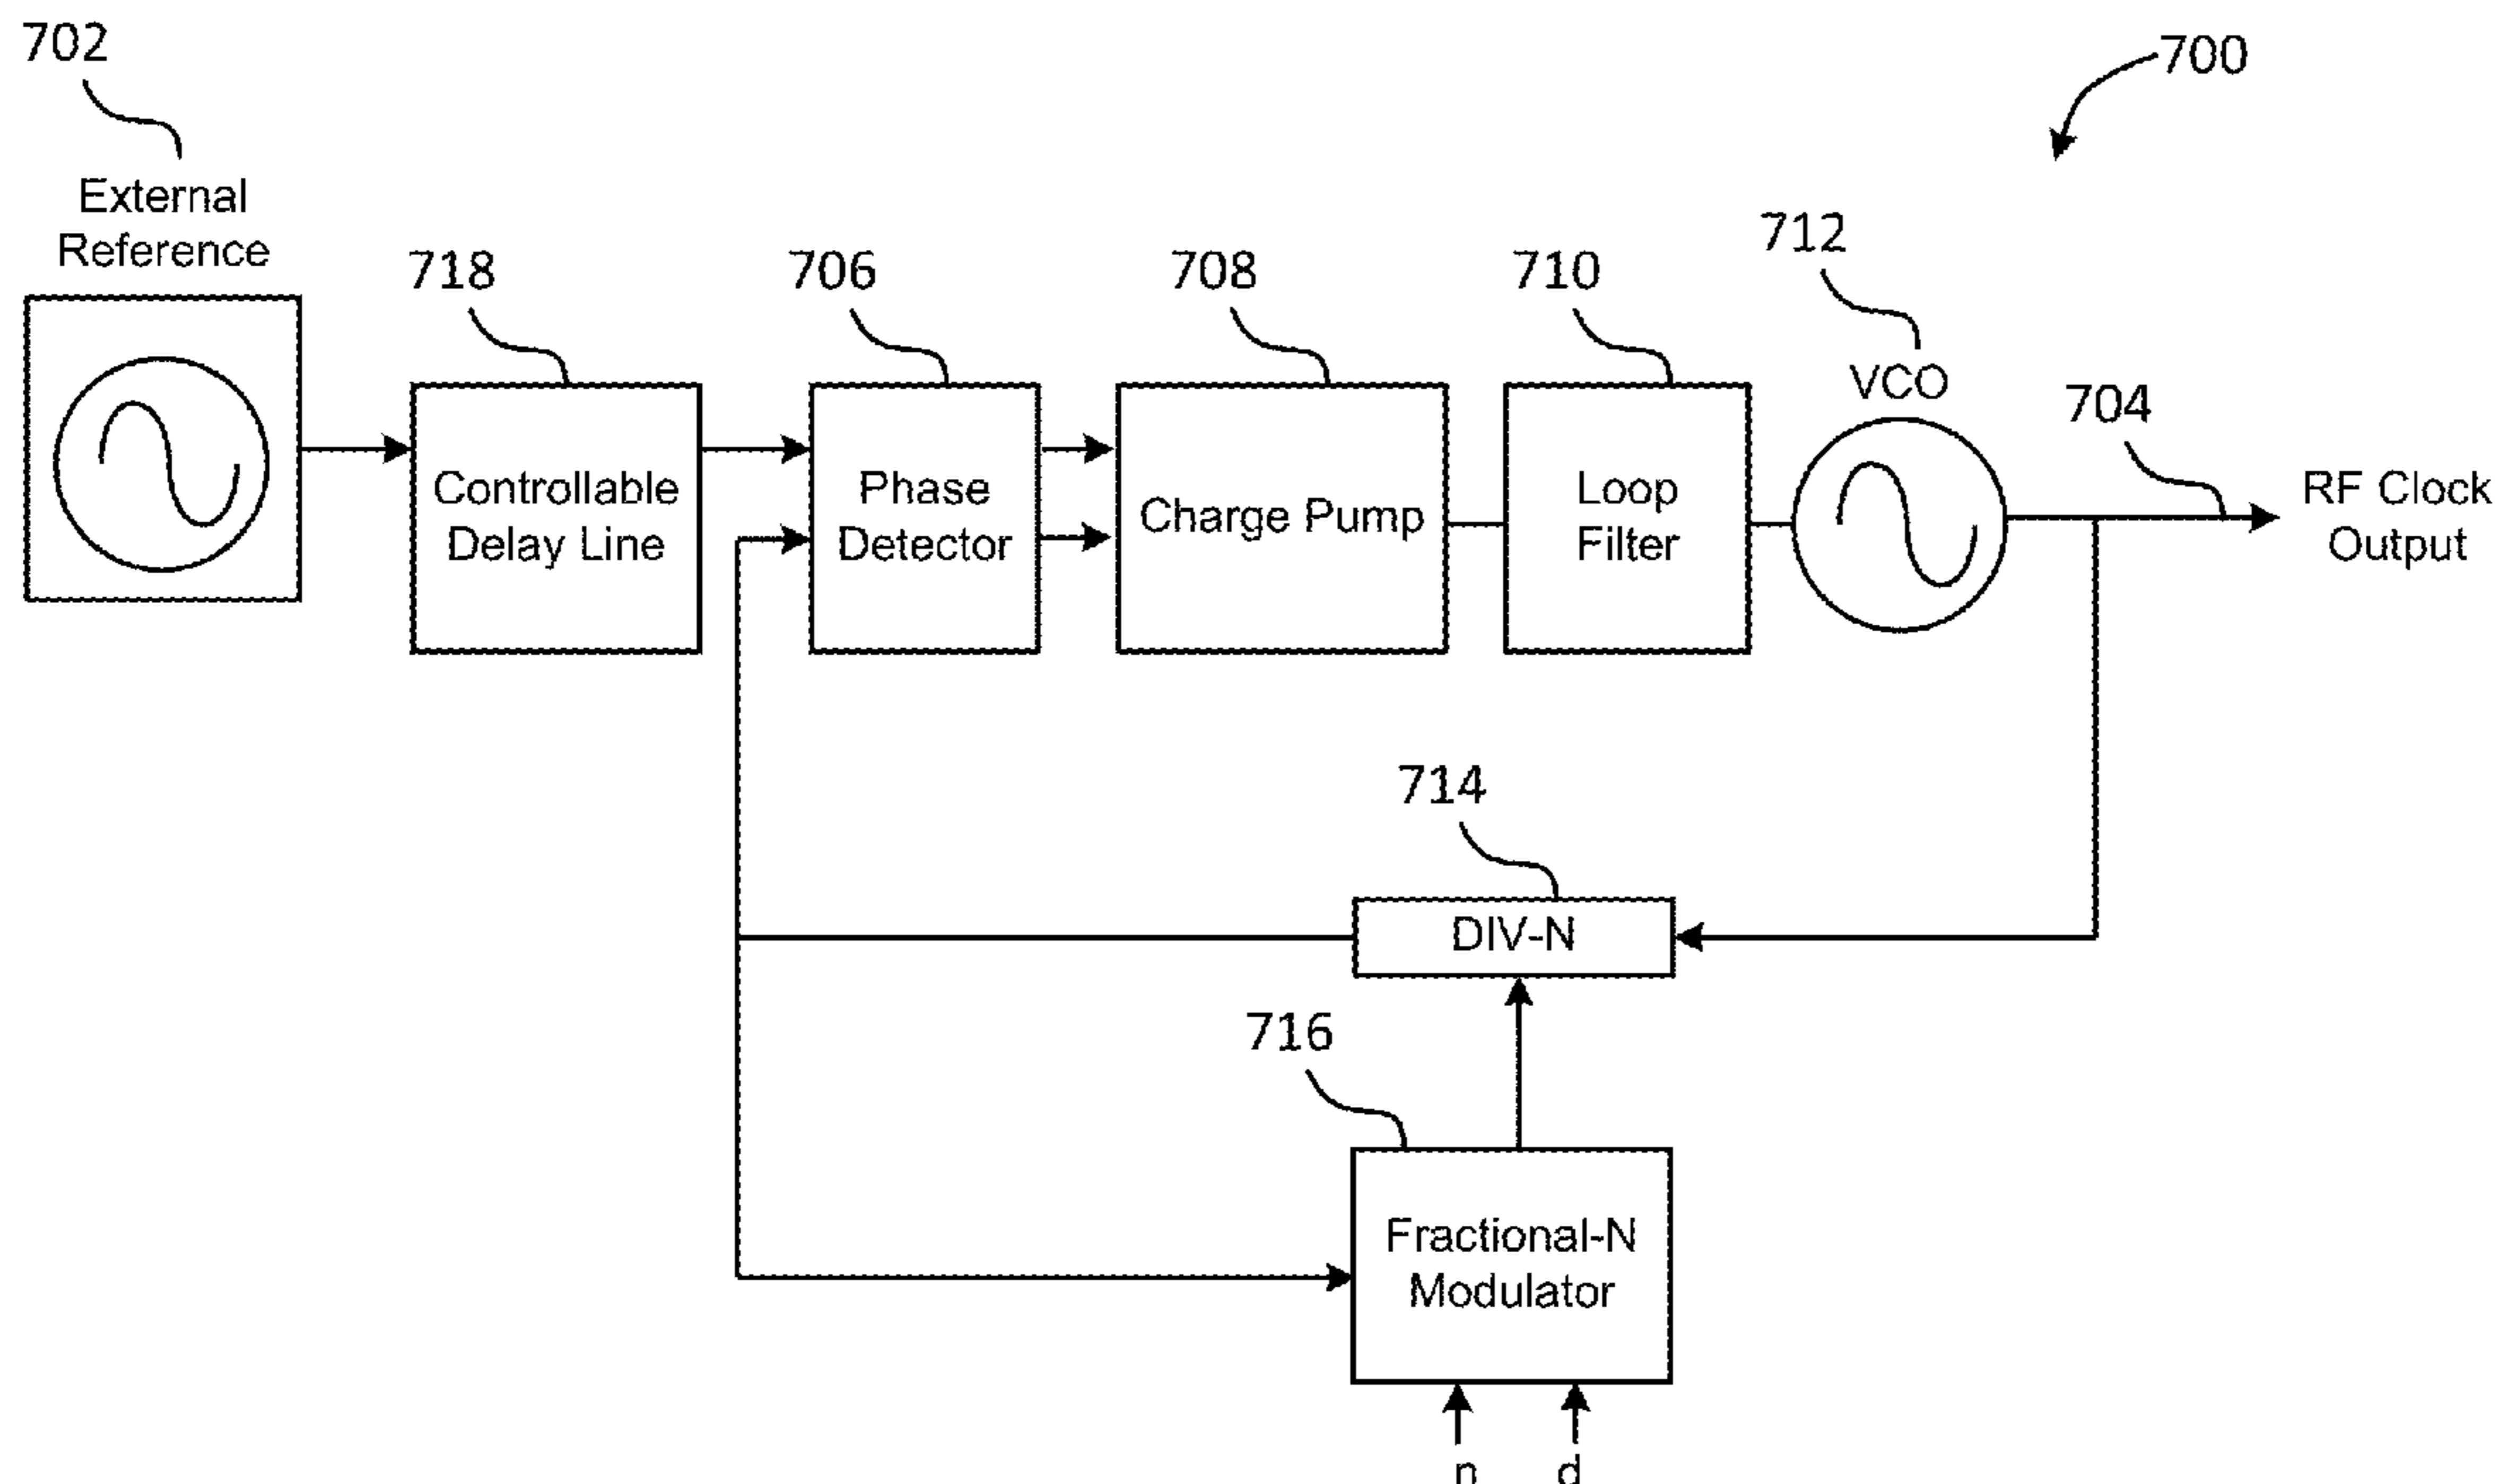 702
700
External
Reference
718
706
708
710
712
VCO
704
Controllable
Delay Line
Phase
Detector
Charge Pump
Loop
Filter
RF Clock
Output
714
DIV-N
716
Fractional-N
Modulator
n d